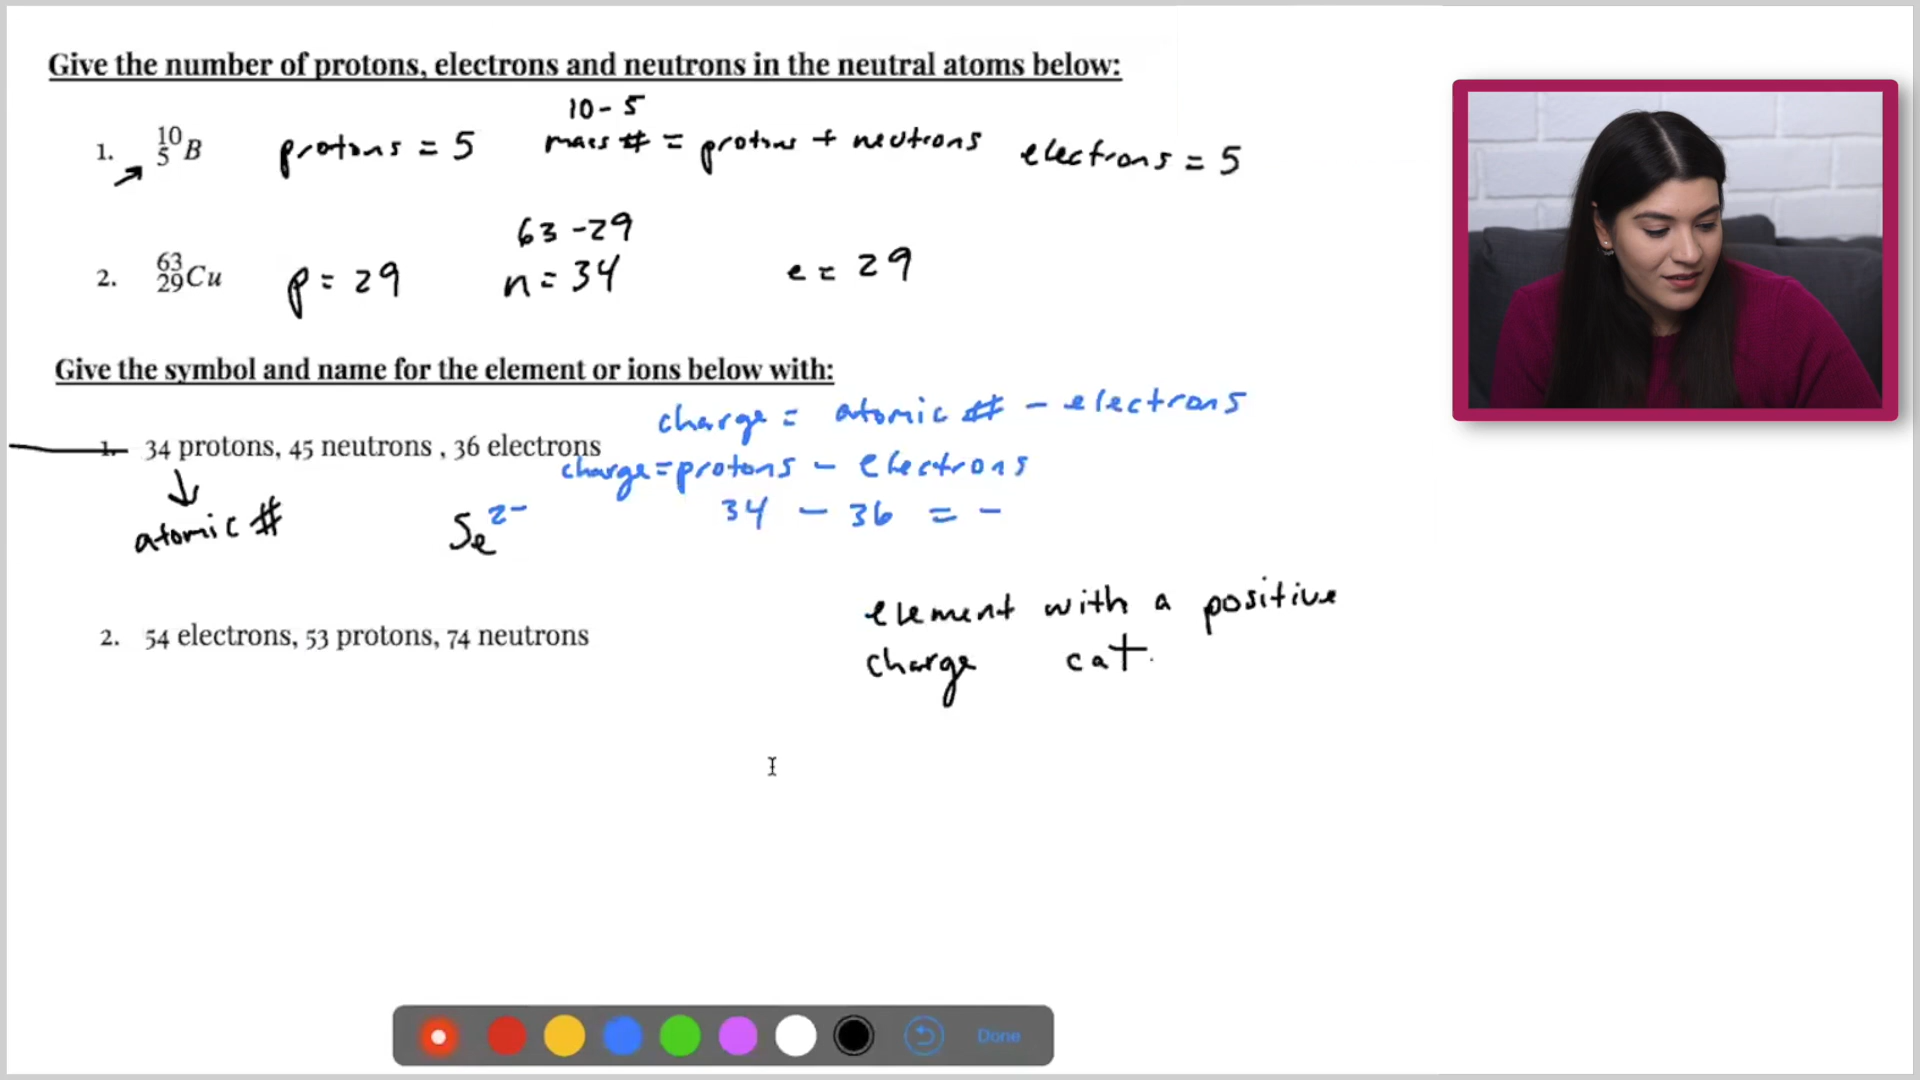 Give the number of protons, electrons and neutrons in the neutral atoms below:
10 - 5
1. ¹⁰₅B protons = 5 mass # = protons + neutrons electrons = 5
63 - 29
2. ⁶³₂₉Cu p = 29 n = 34 e = 29
Give the symbol and name for the element or ions below with:
charge = atomic # - electrons
1. 34 protons, 45 neutrons , 36 electrons
charge = protons - electrons
34 - 36 = -
atomic # Se²⁻
element with a positive
2. 54 electrons, 53 protons, 74 neutrons
charge cat.
Done